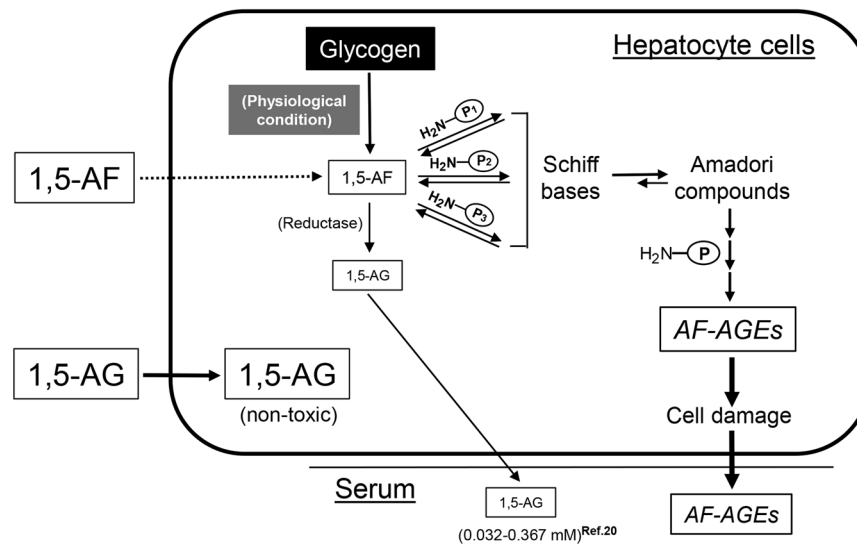 Hepatocyte cells
Glycogen
(Physiological
condition)
H₂N—P₁
1,5-AF
1,5-AF
H₂N—P₂
Schiff
bases
Amadori
compounds
H₂N—P₃
(Reductase)
H₂N—P
1,5-AG
AF-AGEs
1,5-AG
1,5-AG
(non-toxic)
Cell damage
Serum
1,5-AG
AF-AGEs
(0.032-0.367 mM)Ref.20